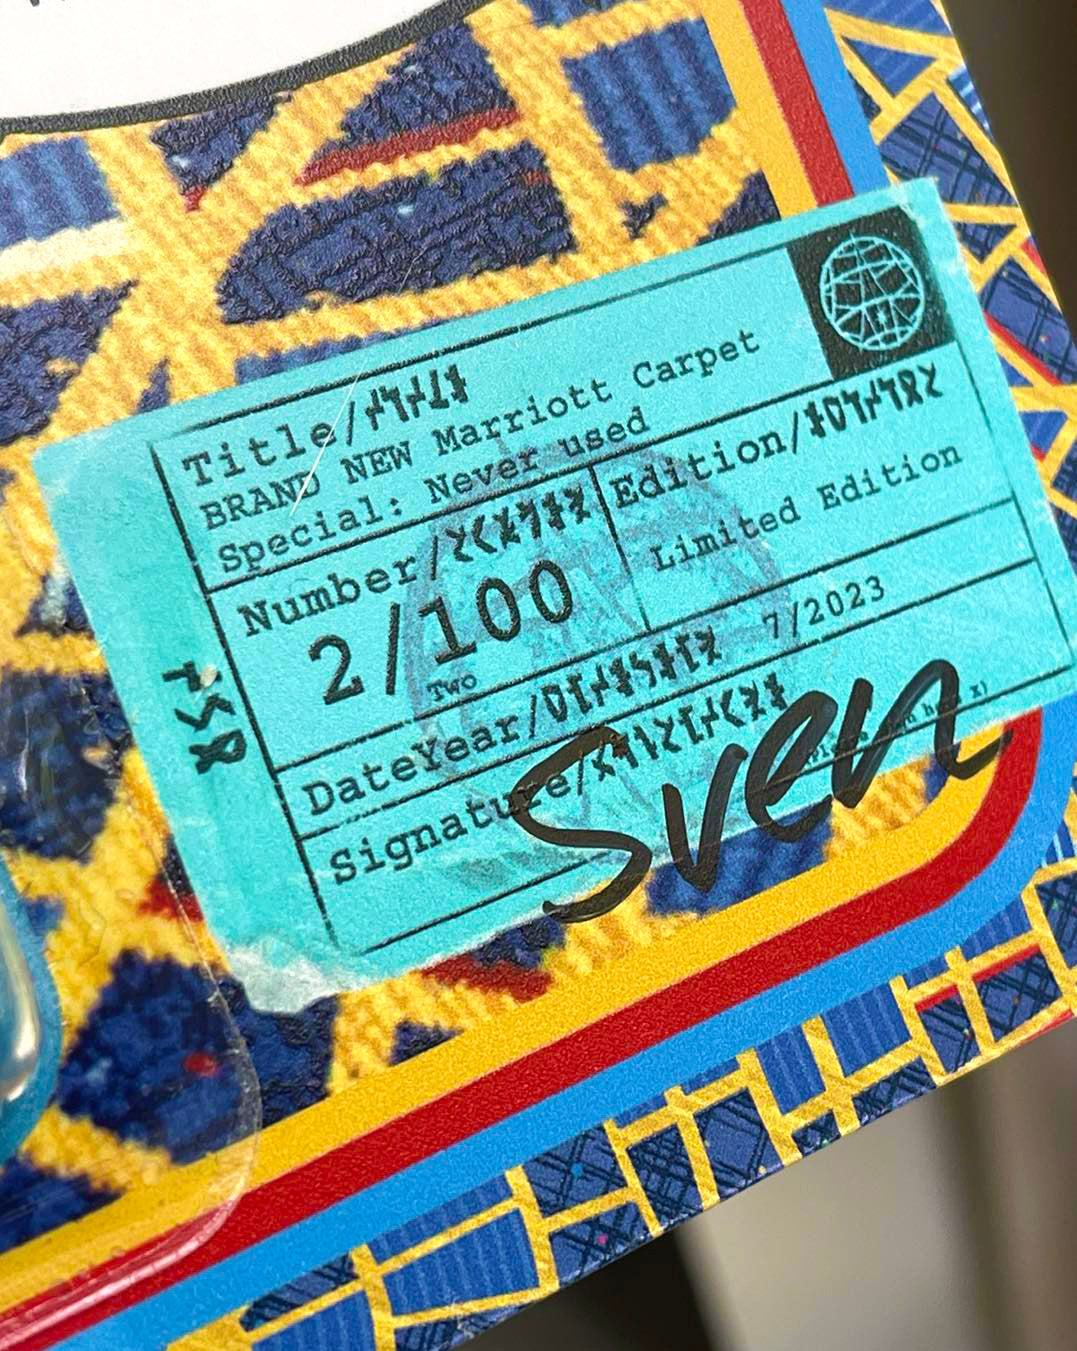 Title/
BRAND NEW Marriott Carpet
Special: Never used
Number/
2/100
Two
Edition/
Limited Edition
DateYear/ 7/2023
Signature/
Sven
FSR